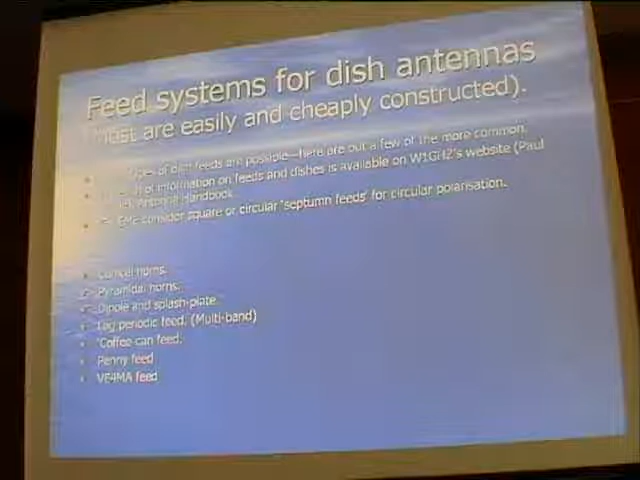 Feed systems for dish antennas
most are easily and cheaply constructed).
types of dish feeds are possible—here are but a few of the more common.
of information on feeds and dishes is available on W1GHZ's website (Paul
Antenna Handbook
EME consider square or circular 'septumn feeds' for circular polarisation.
Conical horns.
Pyramidal horns.
Dipole and splash-plate.
Log periodic feed. (Multi-band)
'Coffee-can feed.
Penny feed
VE4MA feed